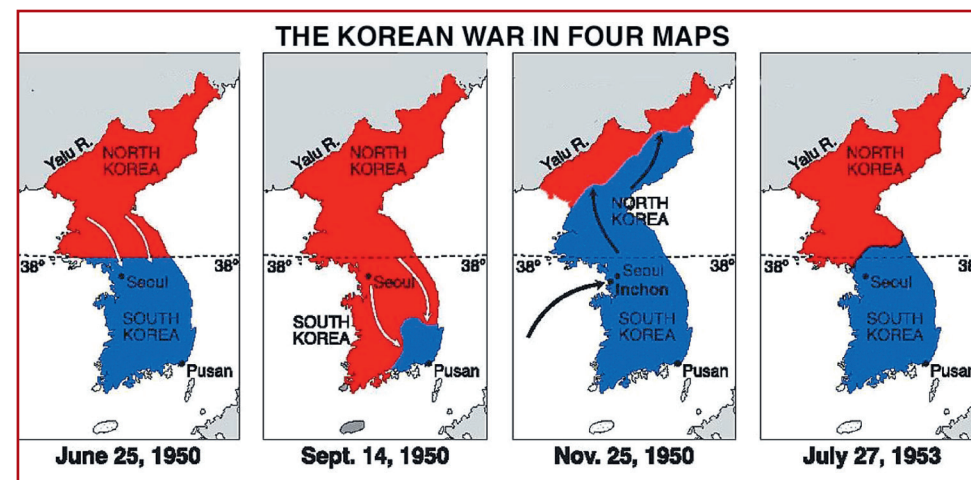 THE KOREAN WAR IN FOUR MAPS
Yalu R.
NORTH
KOREA
38°
38°
Seoul
SOUTH
KOREA
Pusan
June 25, 1950
Yalu R.
NORTH
KOREA
38°
38°
Seoul
SOUTH
KOREA
Pusan
Sept. 14, 1950
Yalu R.
NORTH
KOREA
38°
38°
Seoul
Inchon
SOUTH
KOREA
Pusan
Nov. 25, 1950
Yalu R.
NORTH
KOREA
38°
38°
Seoul
SOUTH
KOREA
Pusan
July 27, 1953